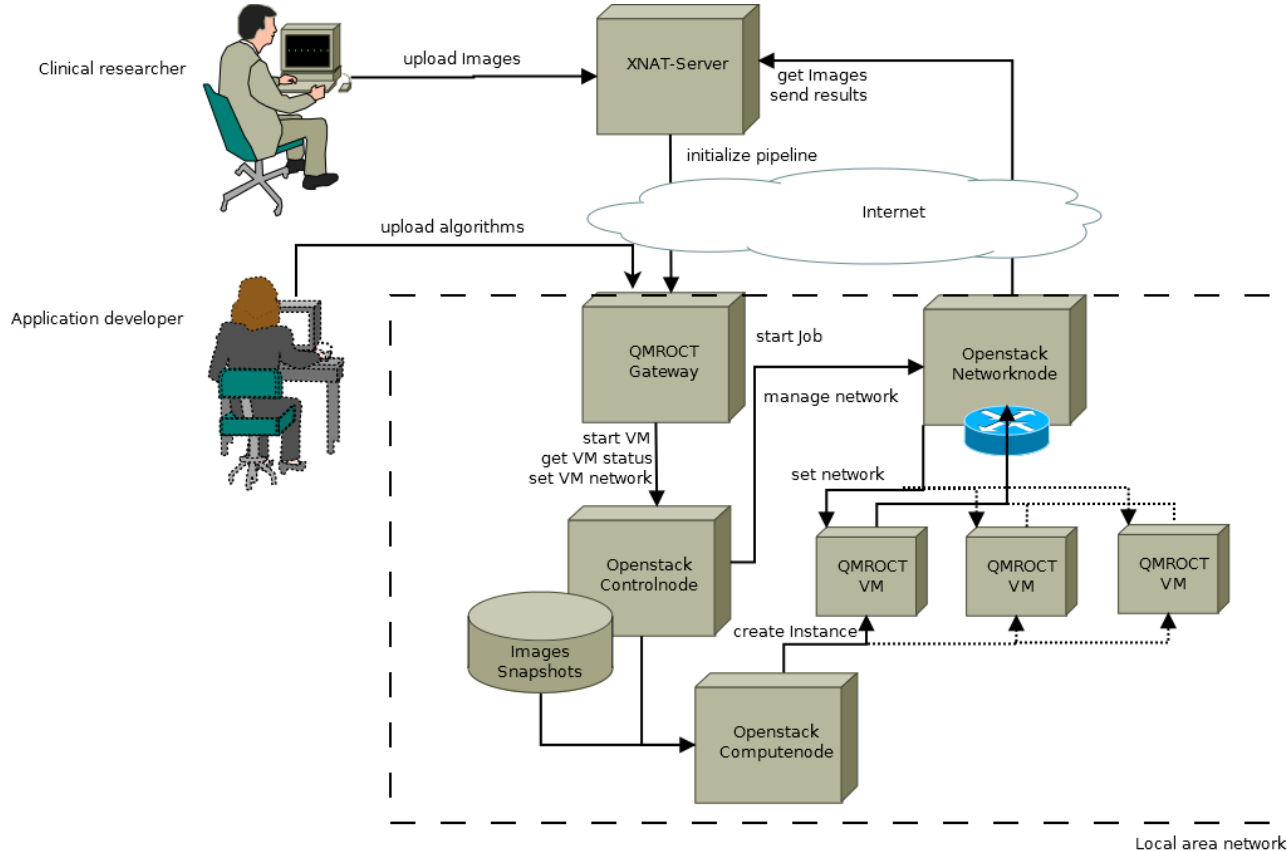 Clinical researcher
upload Images
XNAT-Server
get Images
send results
initialize pipeline
Internet
upload algorithms
Application developer
QMROCT
Gateway
start Job
manage network
Openstack
Networknode
start VM
get VM status
set VM network
set network
Openstack
Controlnode
QMROCT
VM
QMROCT
VM
QMROCT
VM
Images
Snapshots
create Instance
Openstack
Computenode
Local area network